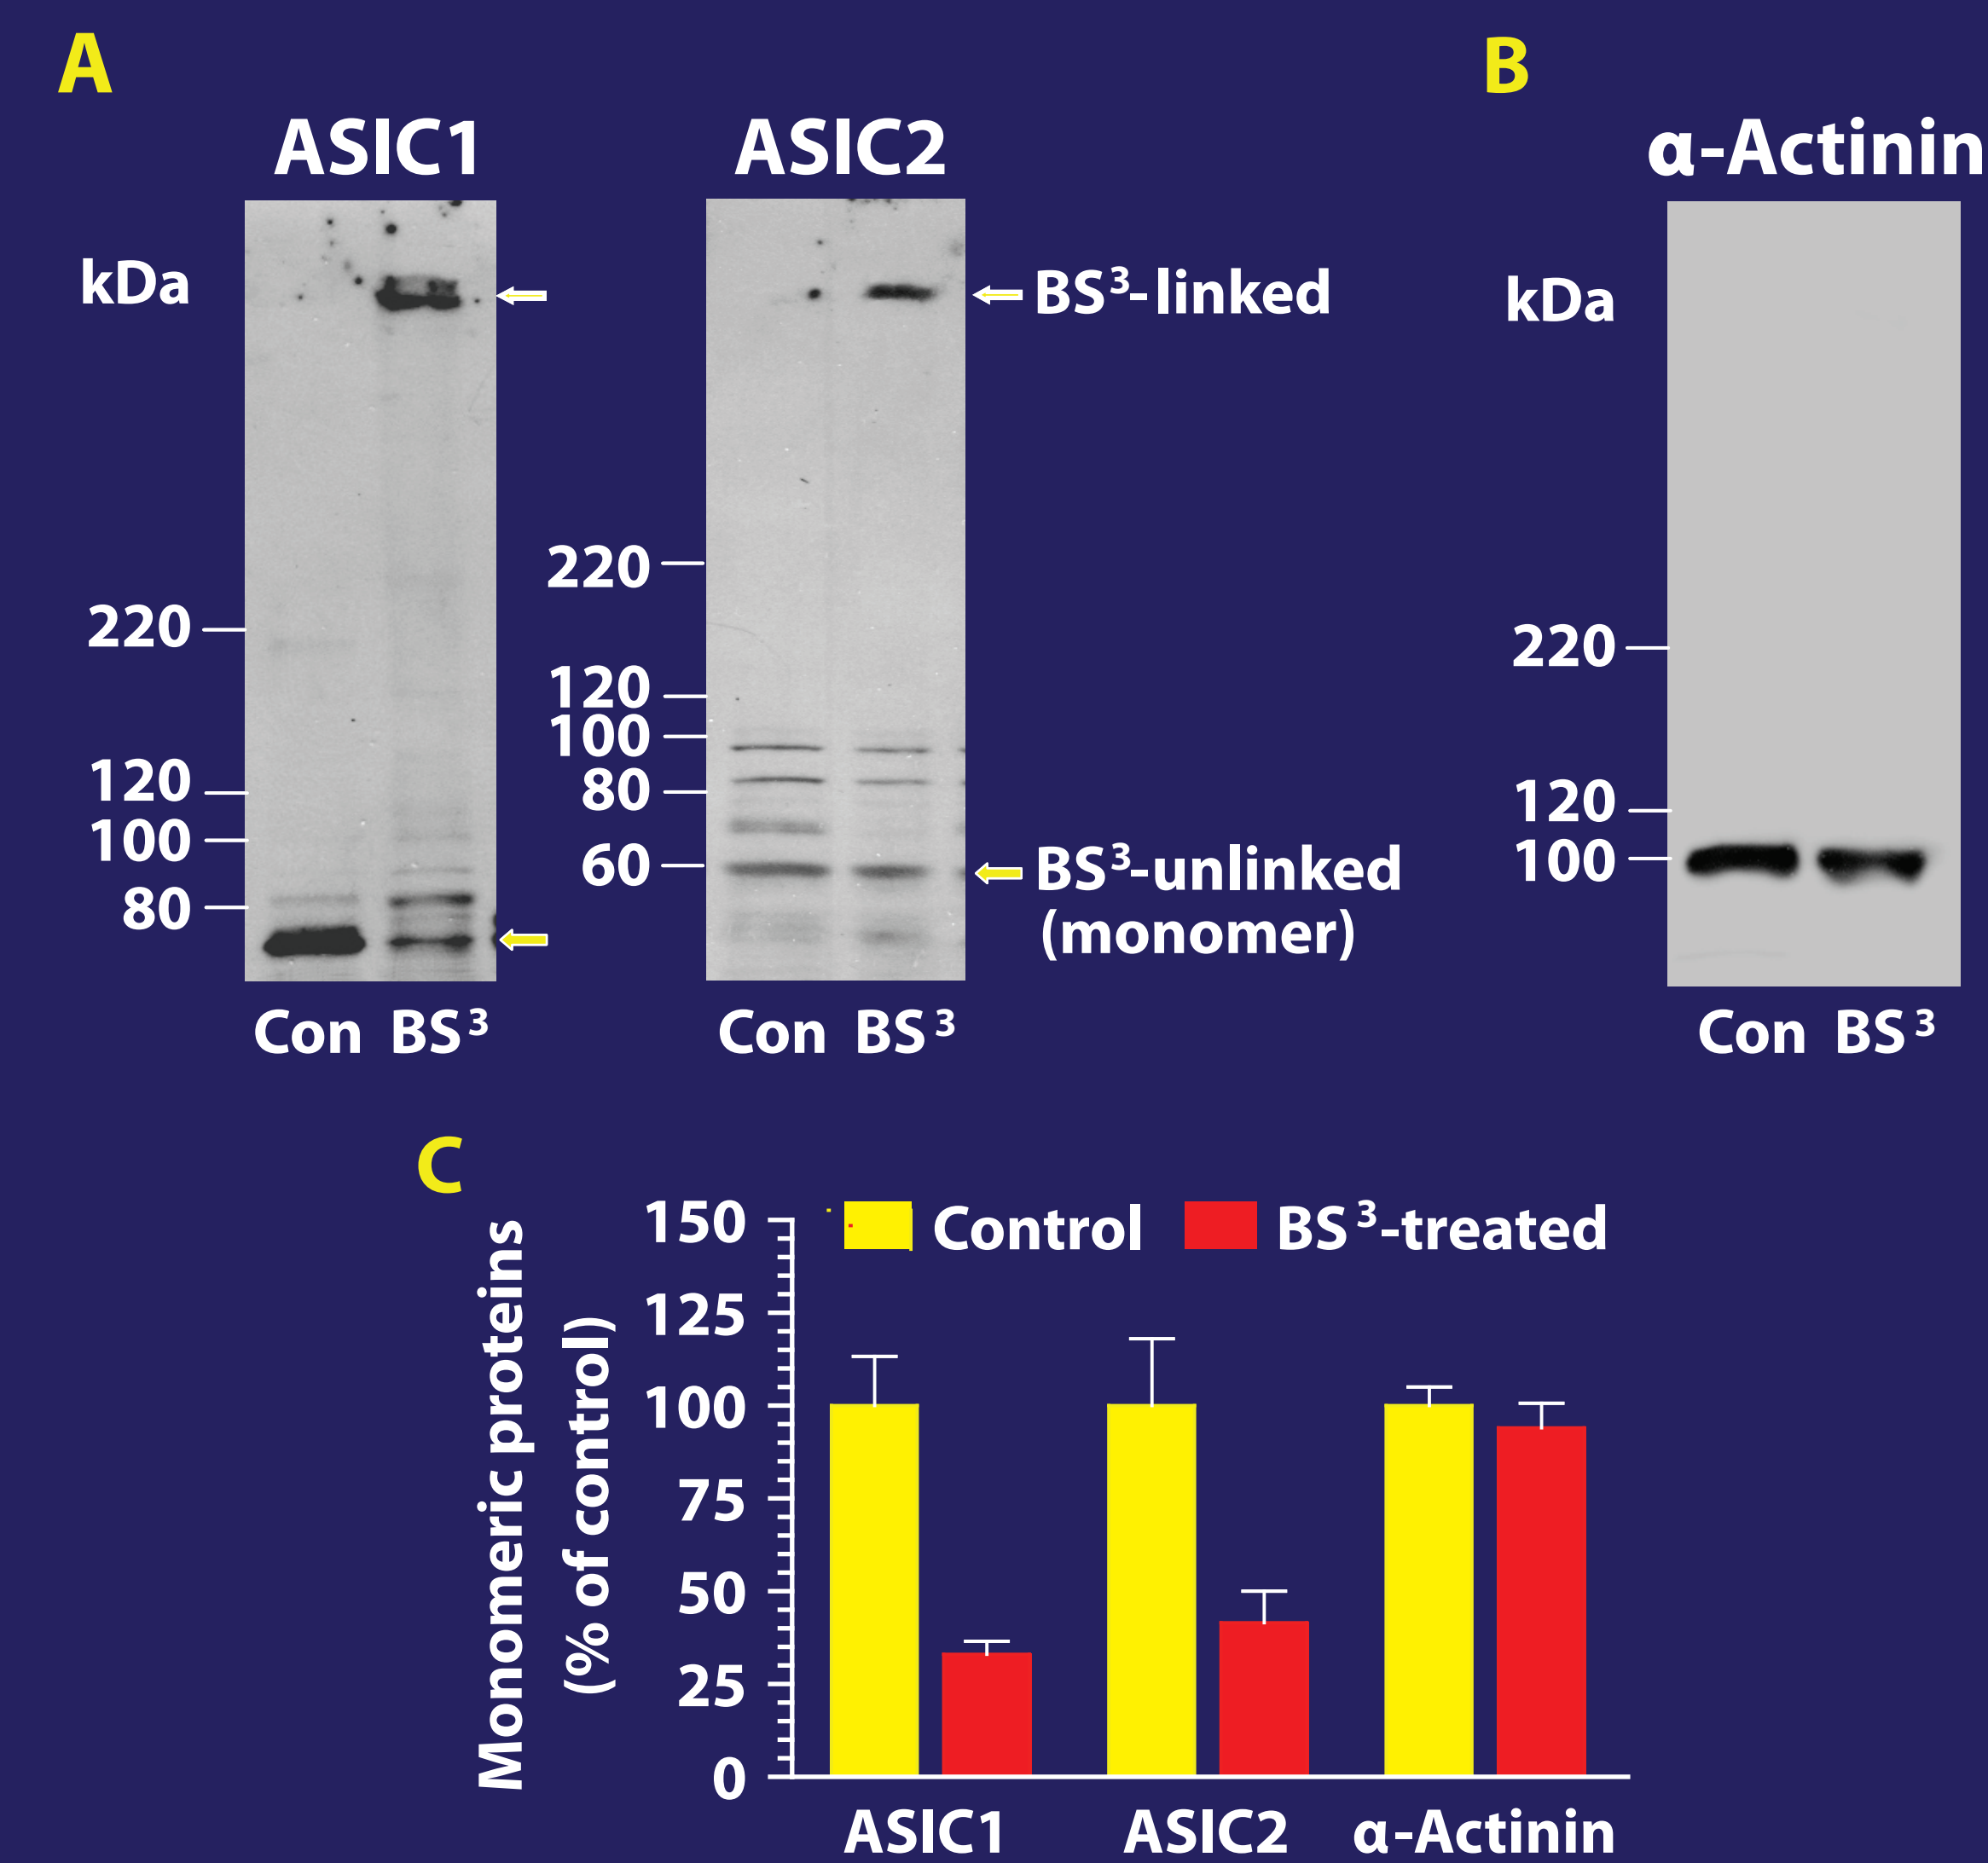 A
ASIC1
ASIC2
kDa
BS³-linked
220
120
100
80
220
120
100
80
60
BS³-unlinked
(monomer)
Con BS³
Con BS³
B
α-Actinin
kDa
220
120
100
Con BS³
C
Control
BS³-treated
Monomeric proteins
(% of control)
150
125
100
75
50
25
0
ASIC1
ASIC2
α-Actinin